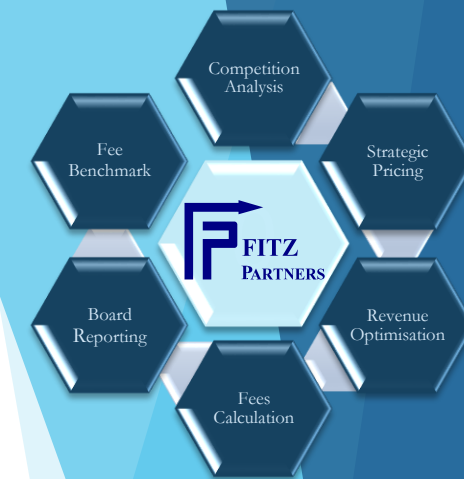 Competition
Analysis
Fee
Benchmark
Strategic
Pricing
FITZ
PARTNERS
Board
Reporting
Revenue
Optimisation
Fees
Calculation